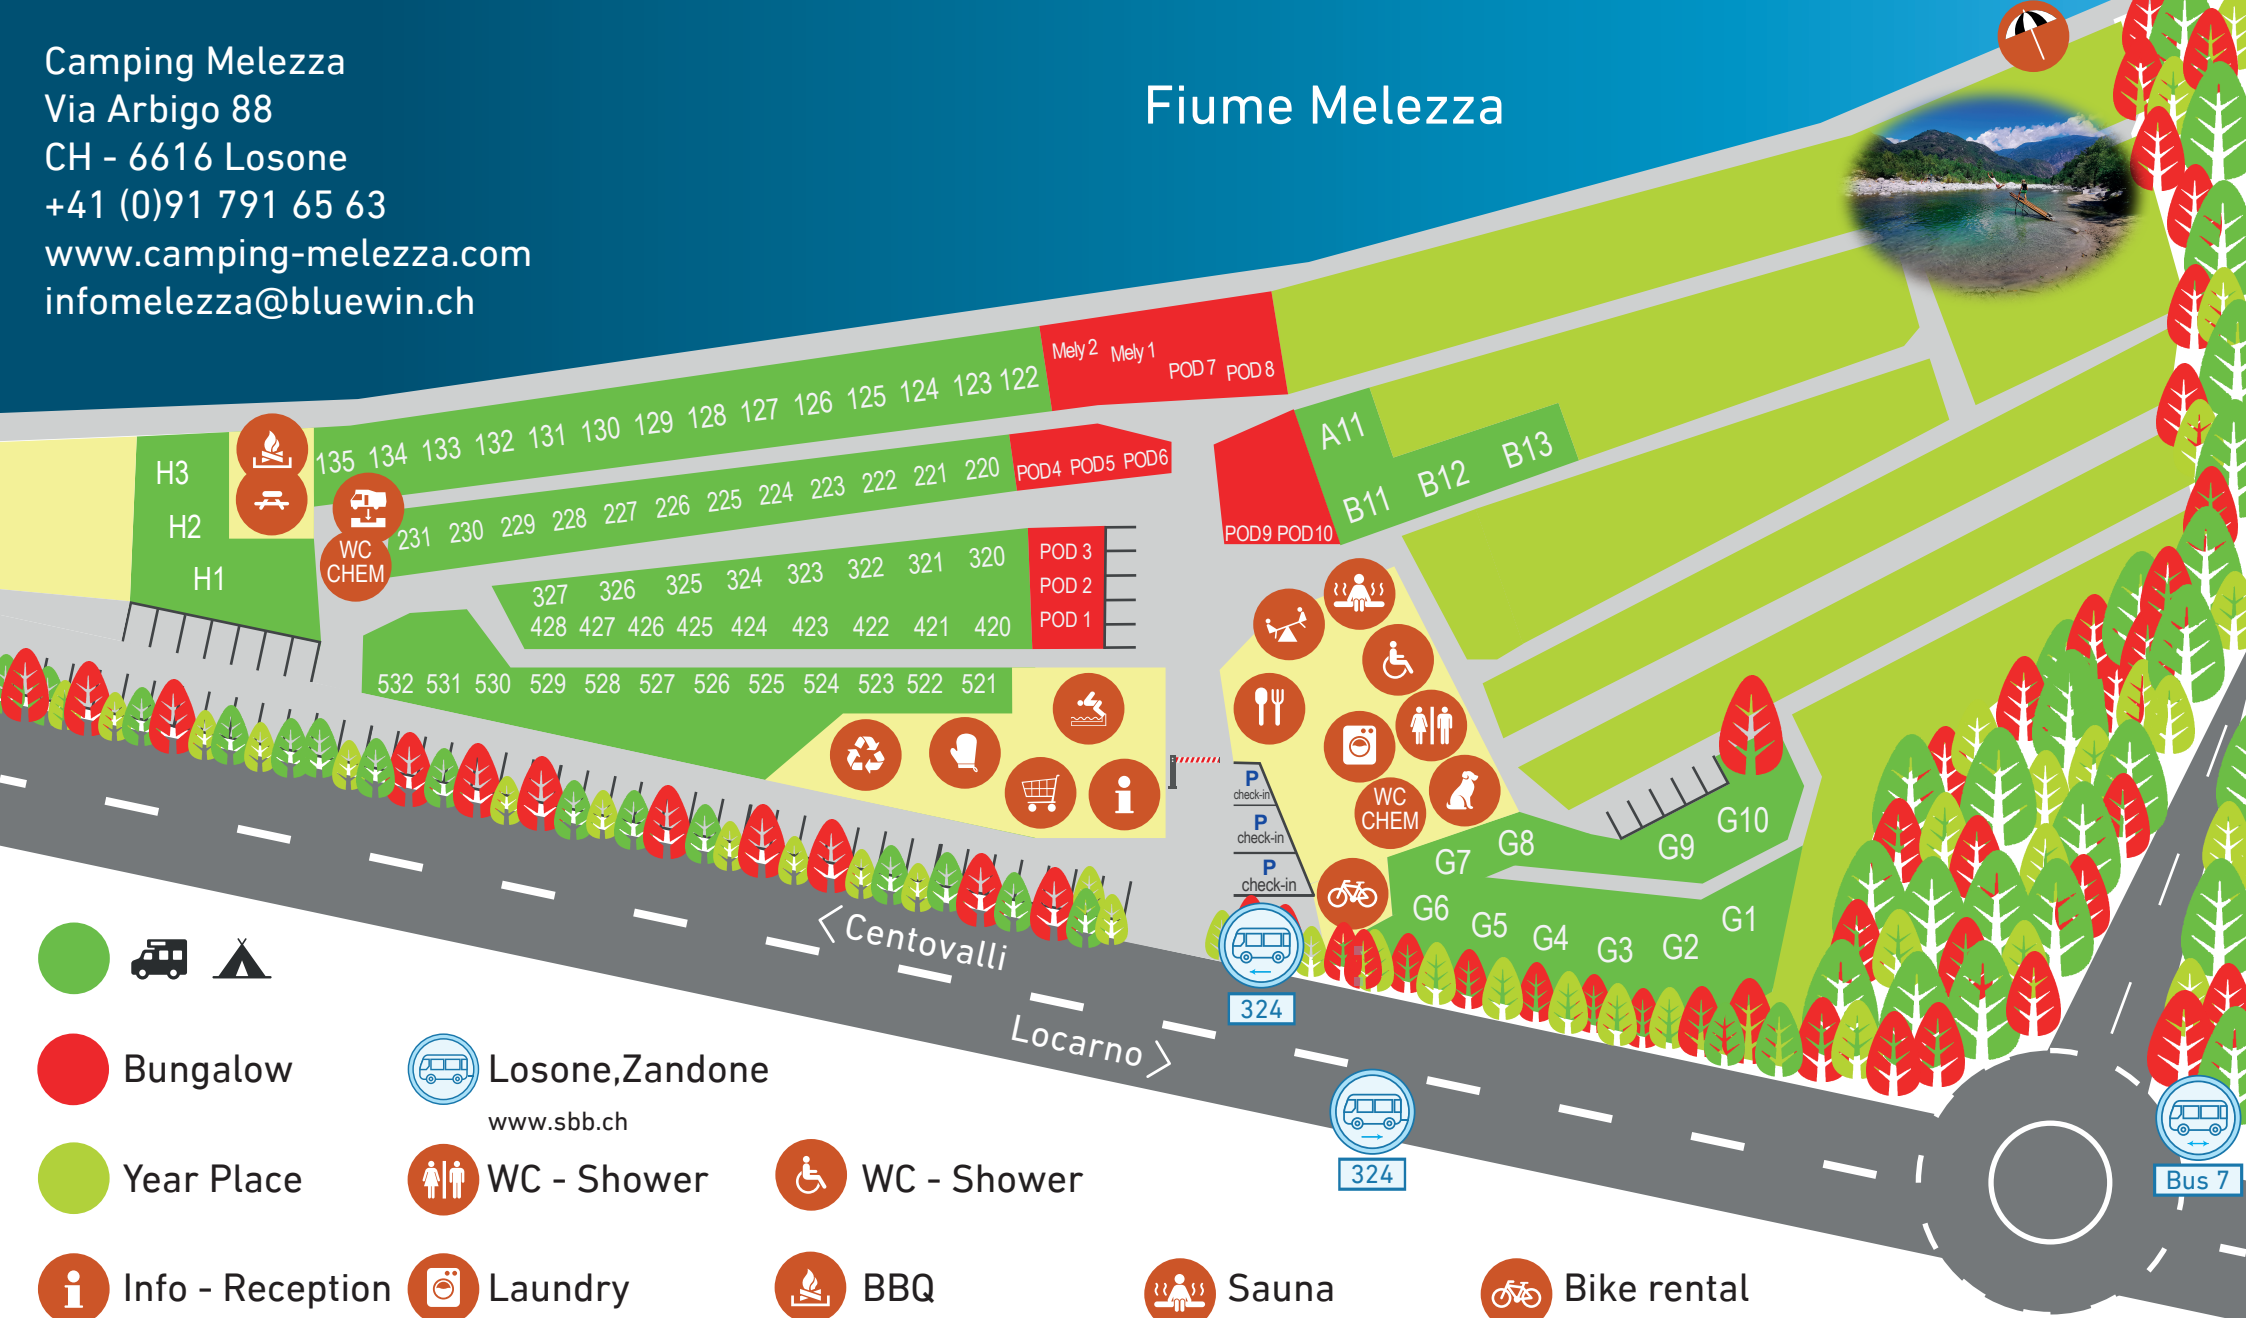 Camping Melezza
Via Arbigo 88
CH - 6616 Losone
+41 (0)91 791 65 63
www.camping-melezza.com
infomelezza@bluewin.ch
Fiume Melezza
Mely 2 Mely 1 POD 7 POD 8
135 134 133 132 131 130 129 128 127 126 125 124 123 122
A11
B11 B12 B13
POD9 POD10
H3
H2
H1
WC
CHEM
231 230 229 228 227 226 225 224 223 222 221 220 POD4 POD5 POD6
327 326 325 324 323 322 321 320
428 427 426 425 424 423 422 421 420
POD 3
POD 2
POD 1
532 531 530 529 528 527 526 525 524 523 522 521
P
check-in
P
check-in
P
check-in
WC
CHEM
G10
G9
G8
G7
G6
G5
G4
G3
G2
G1
< Centovalli
Locarno >
324
324
Bus 7
Bungalow
Losone,Zandone
www.sbb.ch
Year Place
WC - Shower
WC - Shower
Info - Reception
Laundry
BBQ
Sauna
Bike rental